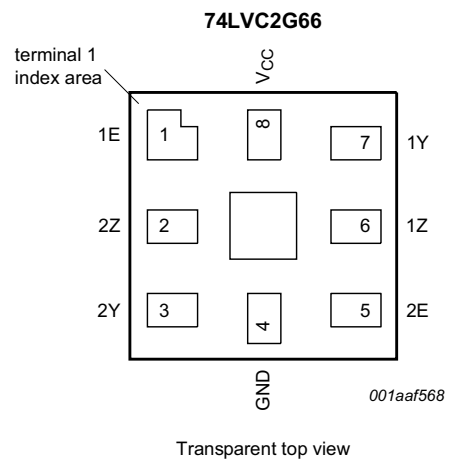 74LVC2G66
terminal 1
index area
VCC
1E
1
8
7
1Y
2Z
2
6
1Z
2Y
3
4
5
2E
GND
001aaf568
Transparent top view